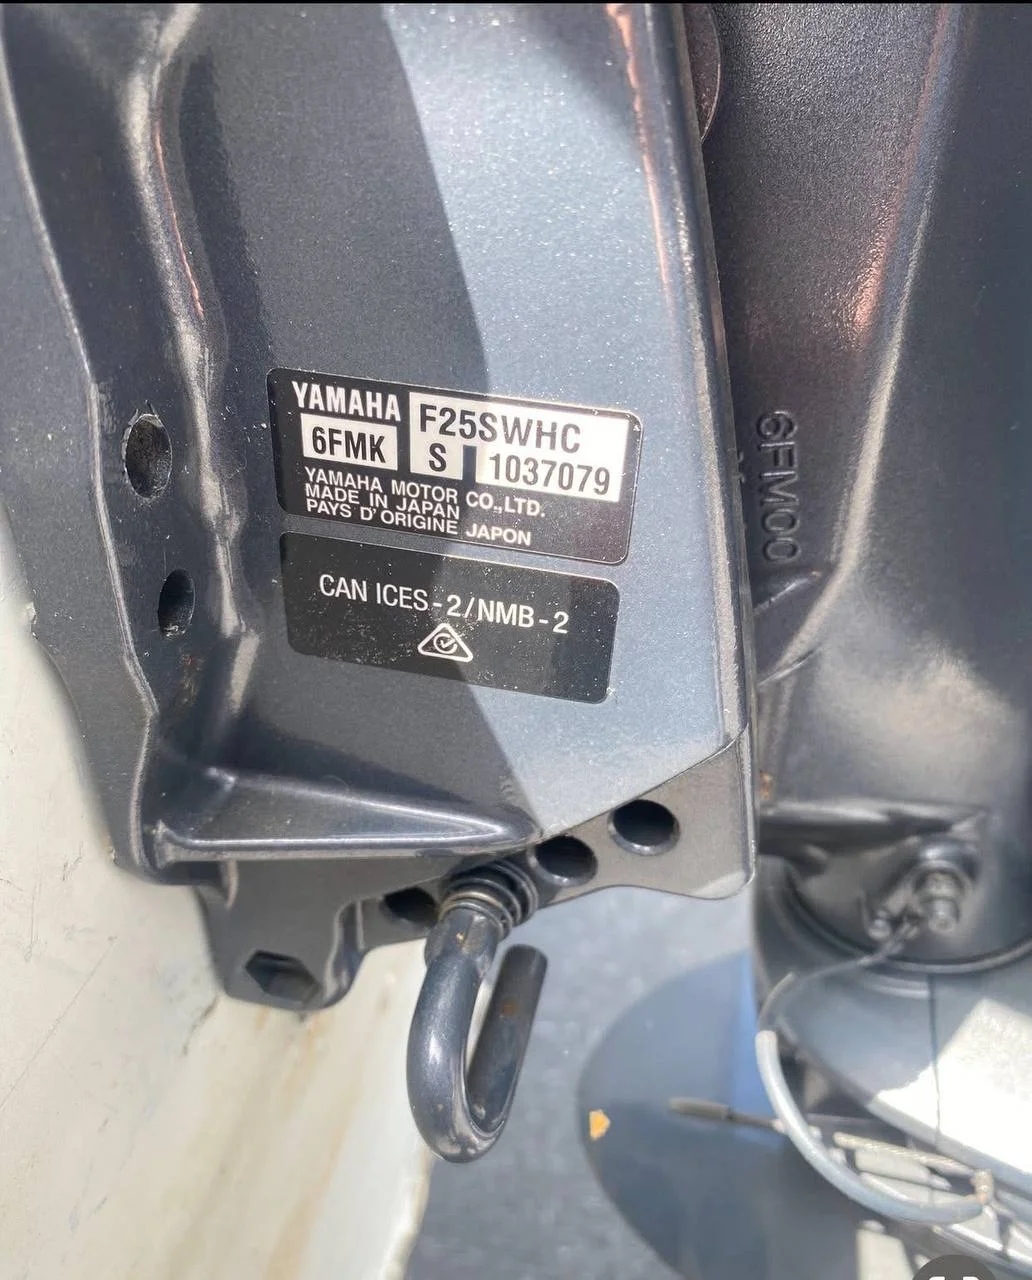 YAMAHA F25SWHC
6FMK S 1037079
YAMAHA MOTOR CO.,LTD.
MADE IN JAPAN
PAYS D'ORIGINE JAPON
CAN ICES-2/NMB-2
6FM00